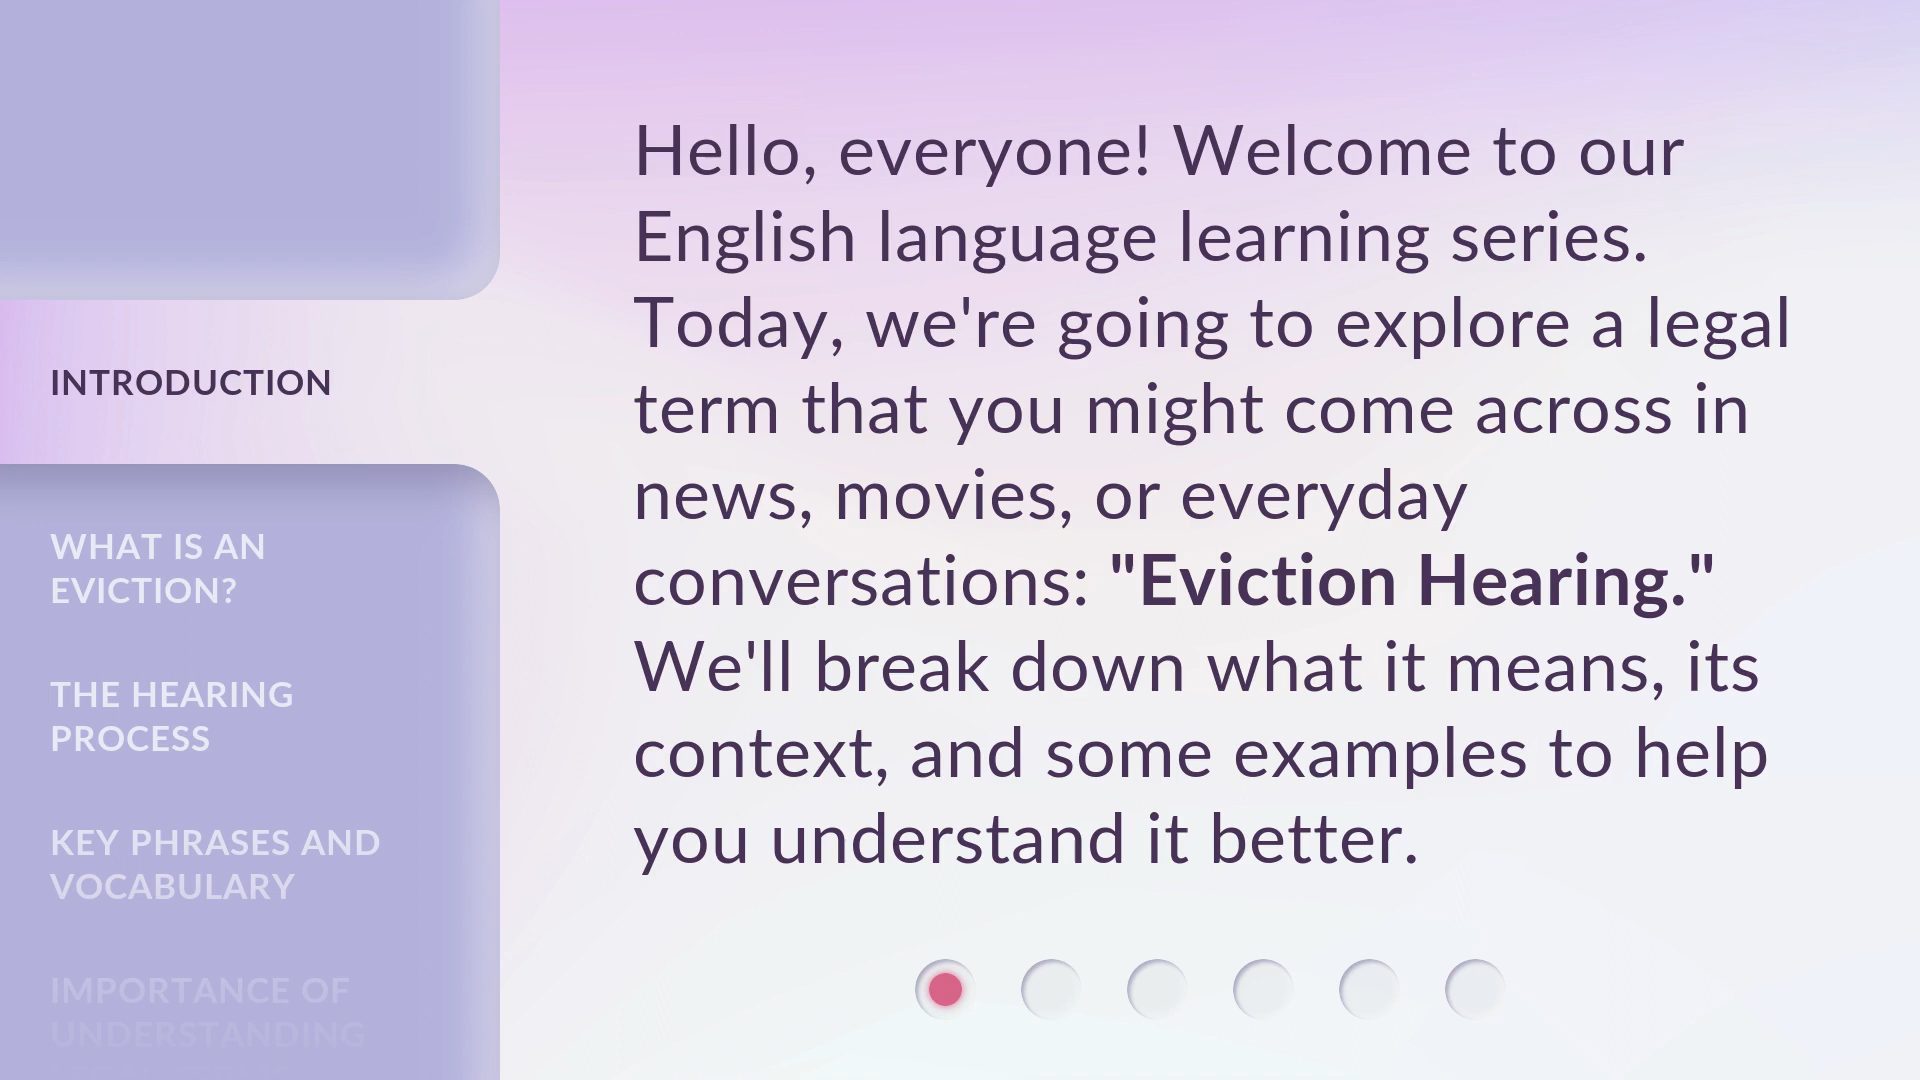 INTRODUCTION
WHAT IS AN
EVICTION?
THE HEARING
PROCESS
KEY PHRASES AND
VOCABULARY
IMPORTANCE OF
UNDERSTANDING
Hello, everyone! Welcome to our
English language learning series.
Today, we're going to explore a legal
term that you might come across in
news, movies, or everyday
conversations: "Eviction Hearing."
We'll break down what it means, its
context, and some examples to help
you understand it better.